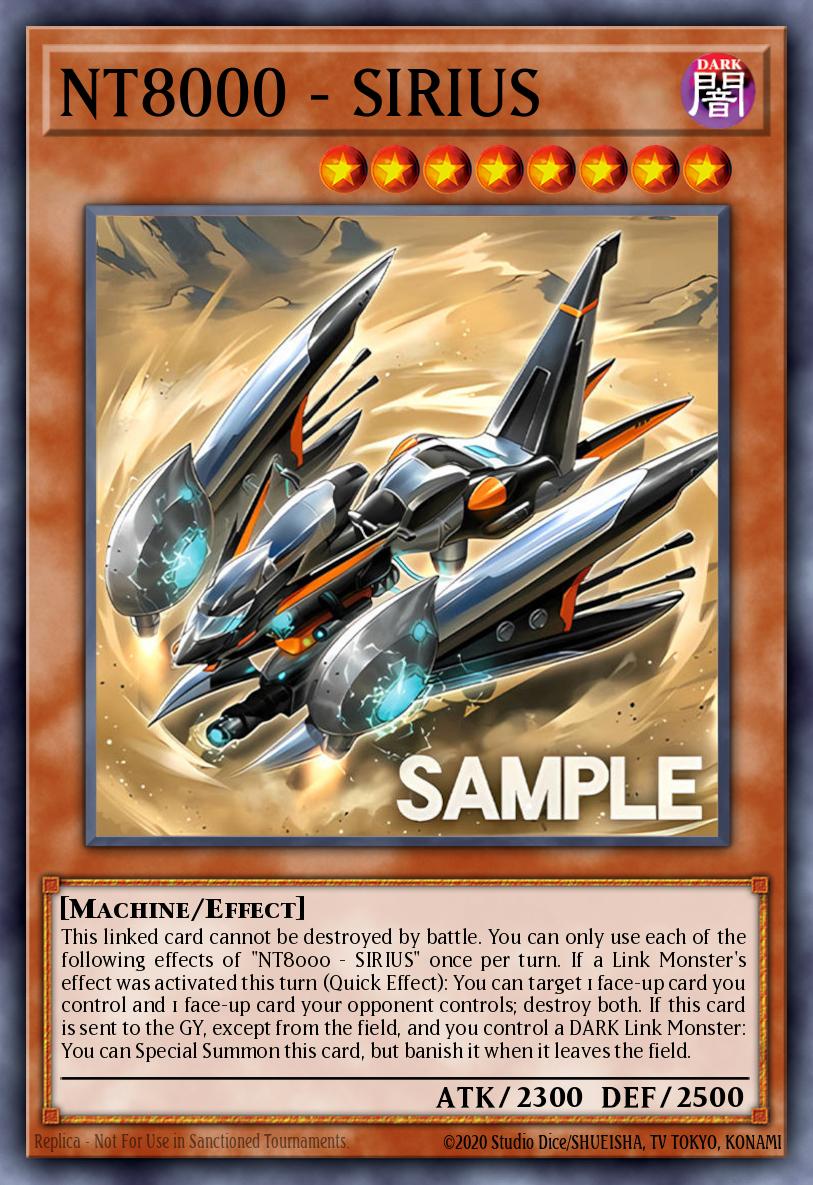 NT8000 - SIRIUS
DARK
闇
SAMPLE
[MACHINE/EFFECT]
This linked card cannot be destroyed by battle. You can only use each of the
following effects of "NT8000 - SIRIUS" once per turn. If a Link Monster's
effect was activated this turn (Quick Effect): You can target 1 face-up card you
control and 1 face-up card your opponent controls; destroy both. If this card
is sent to the GY, except from the field, and you control a DARK Link Monster:
You can Special Summon this card, but banish it when it leaves the field.
ATK/2300 DEF/2500
Replica - Not For Use in Sanctioned Tournaments.
©2020 Studio Dice/SHUEISHA, TV TOKYO, KONAMI